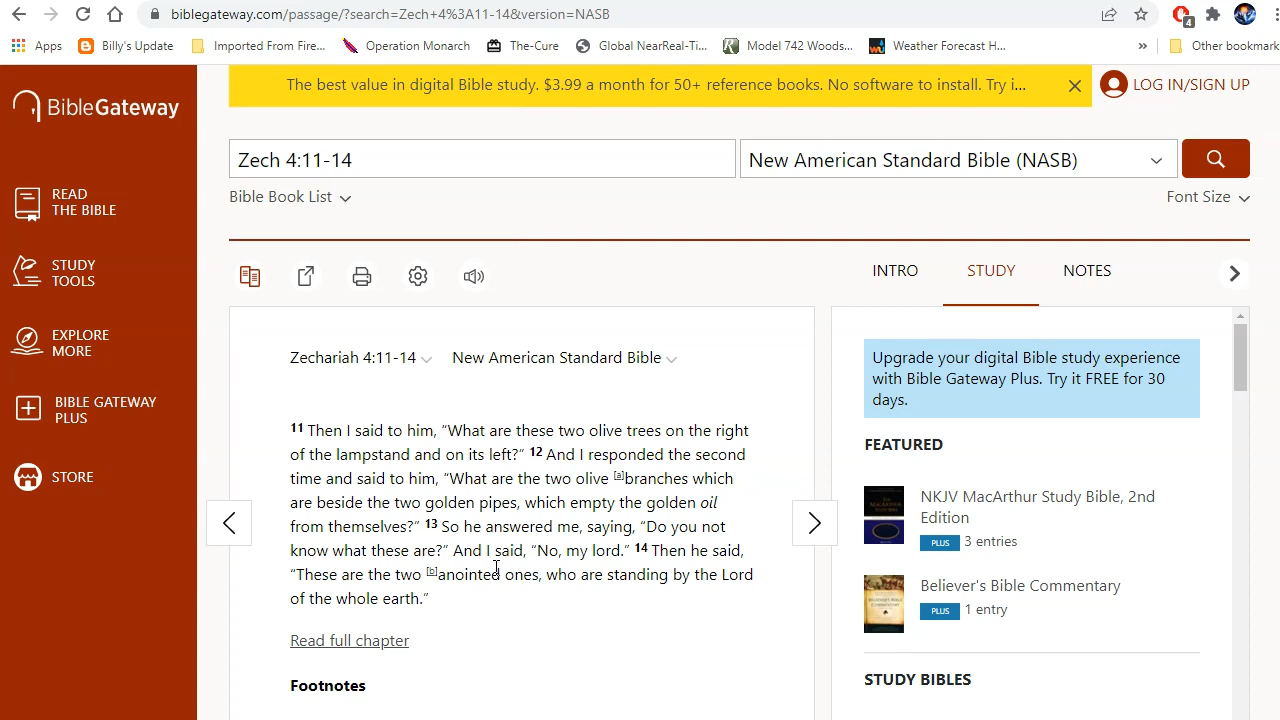 biblegateway.com/passage/?search=Zech+4%3A11-14&version=NASB
4
Apps Billy's Update Imported From Fire... Operation Monarch The-Cure Global NearReal-Ti... Model 742 Woods... Weather Forecast H... » Other bookmark
The best value in digital Bible study. $3.99 a month for 50+ reference books. No software to install. Try i...
LOG IN/SIGN UP
BibleGateway
Zech 4:11-14
New American Standard Bible (NASB)
Bible Book List
Font Size
READ
THE BIBLE
STUDY
TOOLS
EXPLORE
MORE
BIBLE GATEWAY
PLUS
STORE
INTRO STUDY NOTES
Zechariah 4:11-14 New American Standard Bible
11 Then I said to him, “What are these two olive trees on the right
of the lampstand and on its left?” 12 And I responded the second
time and said to him, “What are the two olive [a]branches which
are beside the two golden pipes, which empty the golden oil
from themselves?” 13 So he answered me, saying, “Do you not
know what these are?” And I said, “No, my lord.” 14 Then he said,
“These are the two [b]anointed ones, who are standing by the Lord
of the whole earth.”
Read full chapter
Footnotes
Upgrade your digital Bible study experience
with Bible Gateway Plus. Try it FREE for 30
days.
FEATURED
NKJV MacArthur Study Bible, 2nd
Edition
PLUS 3 entries
Believer's Bible Commentary
PLUS 1 entry
STUDY BIBLES